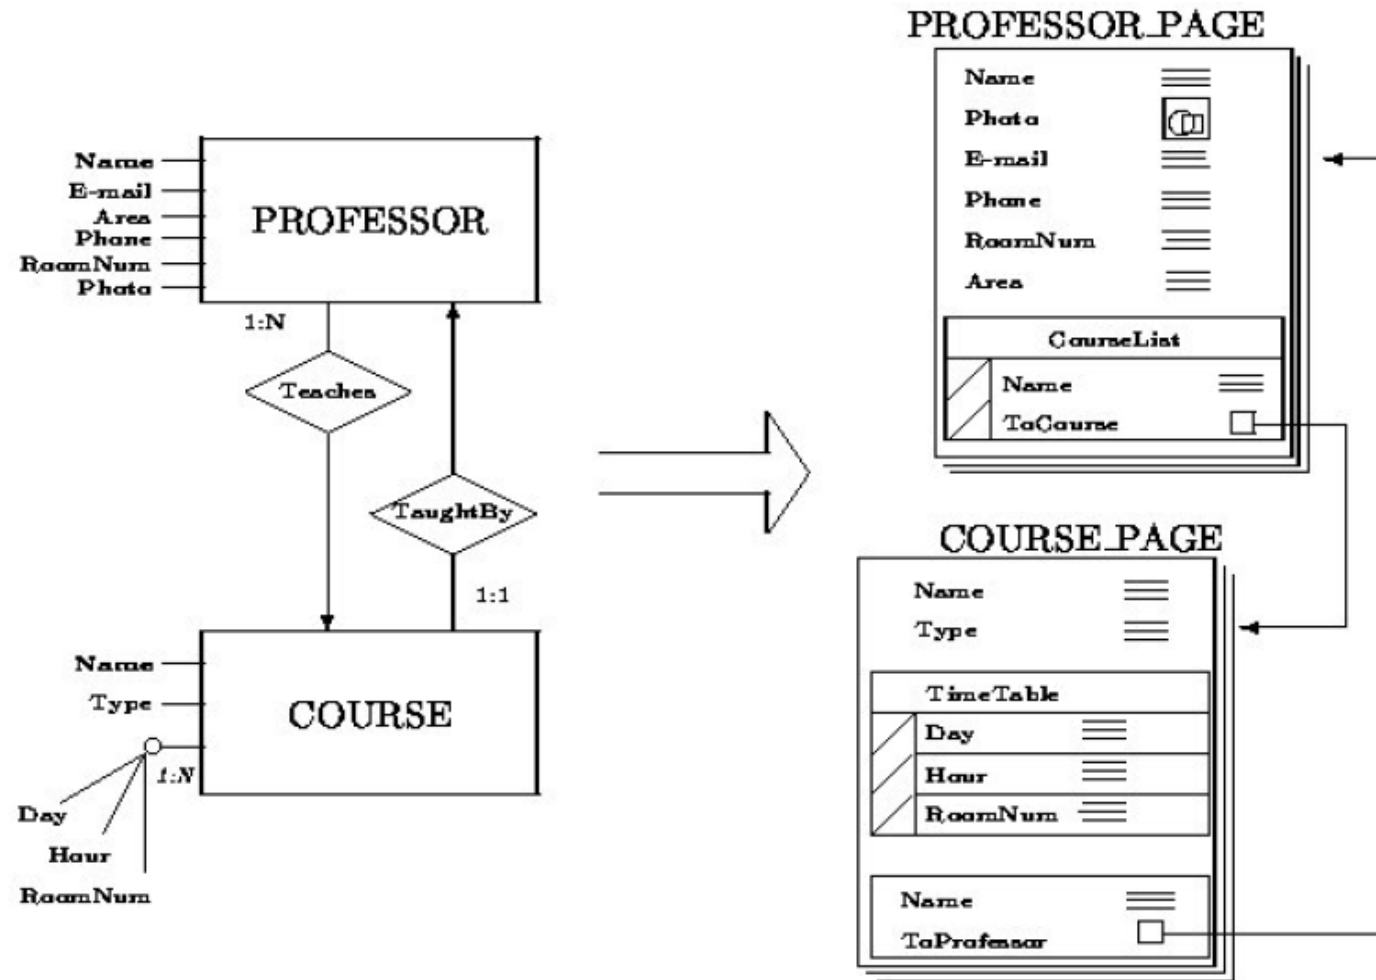 Name
E-mail
Area
Phone
RoomNum
Photo
PROFESSOR
1:N
Teaches
TaughtBy
1:1
Name
Type
1:N
Day
Hour
RoomNum
COURSE
PROFESSOR_PAGE
Name
Photo
E-mail
Phone
RoomNum
Area
CourseList
Name
ToCourse
COURSE_PAGE
Name
Type
TimeTable
Day
Hour
RoomNum
Name
ToProfessor